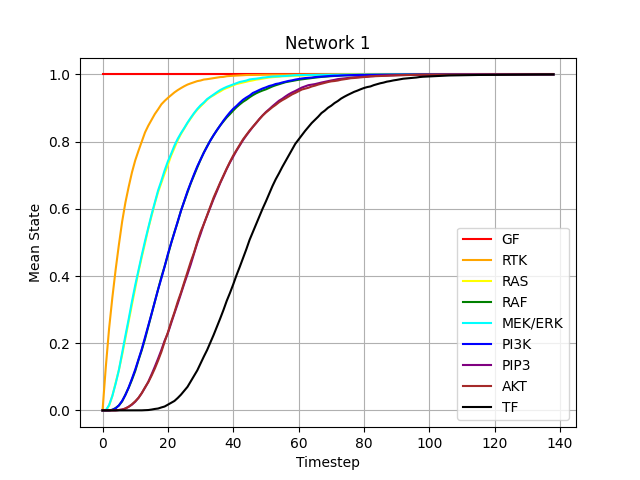 Network 1
Mean State
1.0
0.8
0.6
0.4
0.2
0.0
GF
RTK
RAS
RAF
MEK/ERK
PI3K
PIP3
AKT
TF
0 20 40 60 80 100 120 140
Timestep